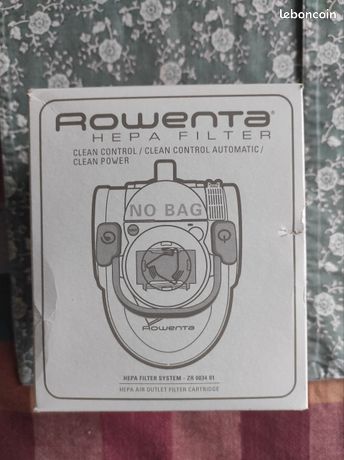 leboncoin
Rowenta®
HEPA FILTER
CLEAN CONTROL / CLEAN CONTROL AUTOMATIC /
CLEAN POWER
NO BAG
Rowenta
HEPA FILTER SYSTEM - ZR 0034 01
HEPA AIR OUTLET FILTER CARTRIDGE